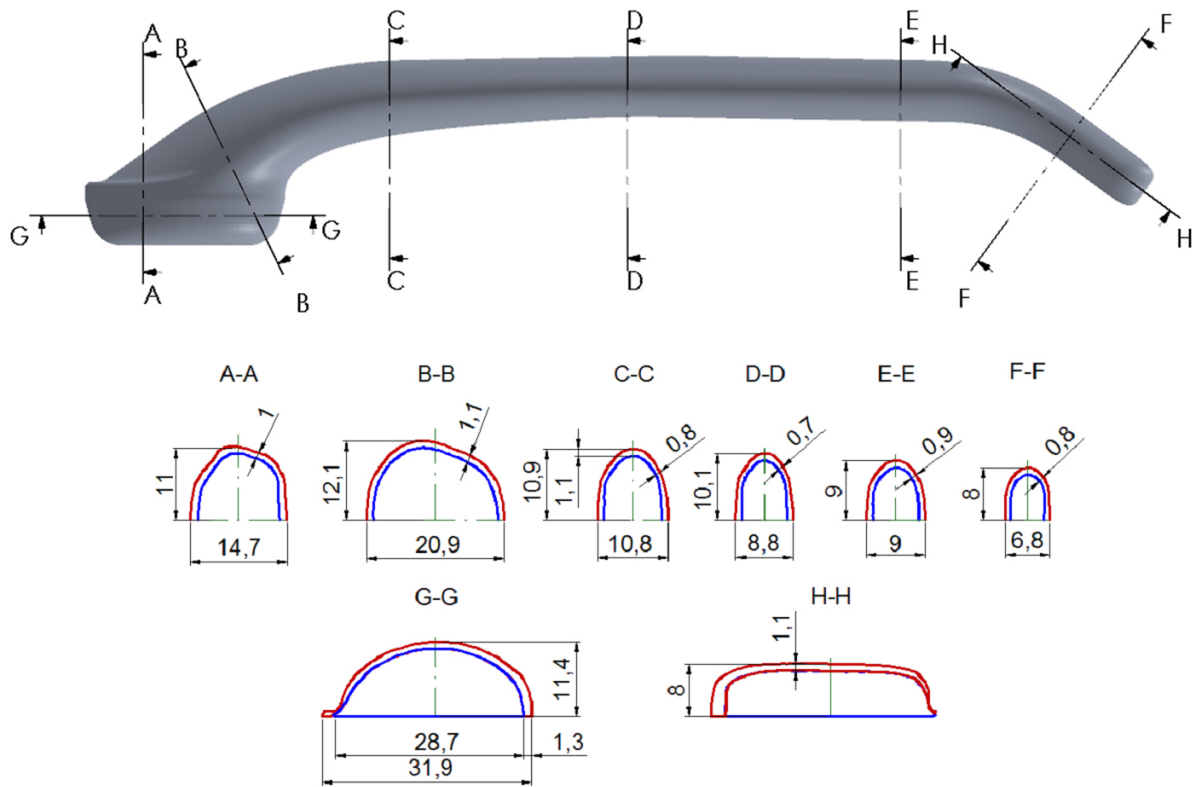 A
B
C
D
E
H
F
G
G
A
B
C
D
E
F
H
A-A
B-B
C-C
D-D
E-E
F-F
1
11
14,7
1,1
12,1
20,9
0,8
10,9
1,1
10,8
0,7
10,1
8,8
0,9
9
9
0,8
8
6,8
G-G
H-H
11,4
28,7
1,3
31,9
1,1
8